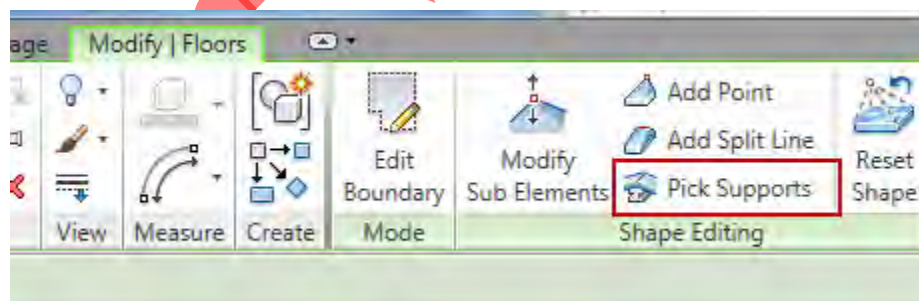 age Modify | Floors
Edit Boundary
Modify Sub Elements
Add Point
Add Split Line
Pick Supports
Reset Shape
View Measure Create Mode Shape Editing